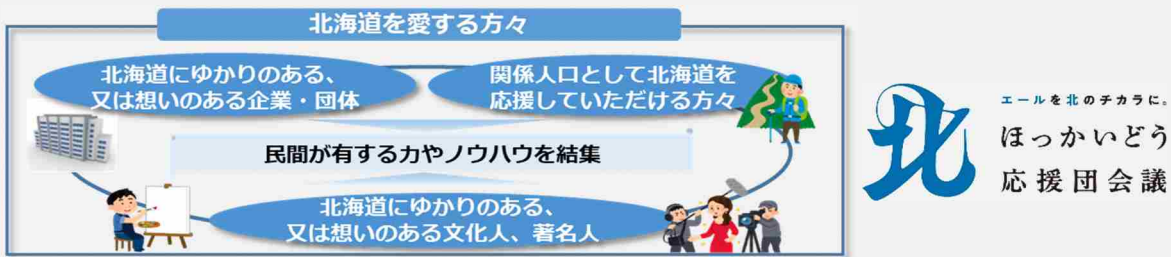 北海道を愛する方々
北海道にゆかりのある、
又は想いのある企業・団体
関係人口として北海道を
応援していただける方々
民間が有する力やノウハウを結集
北海道にゆかりのある、
又は想いのある文化人、著名人
北
エールを北のチカラに。
ほっかいどう
応援団会議